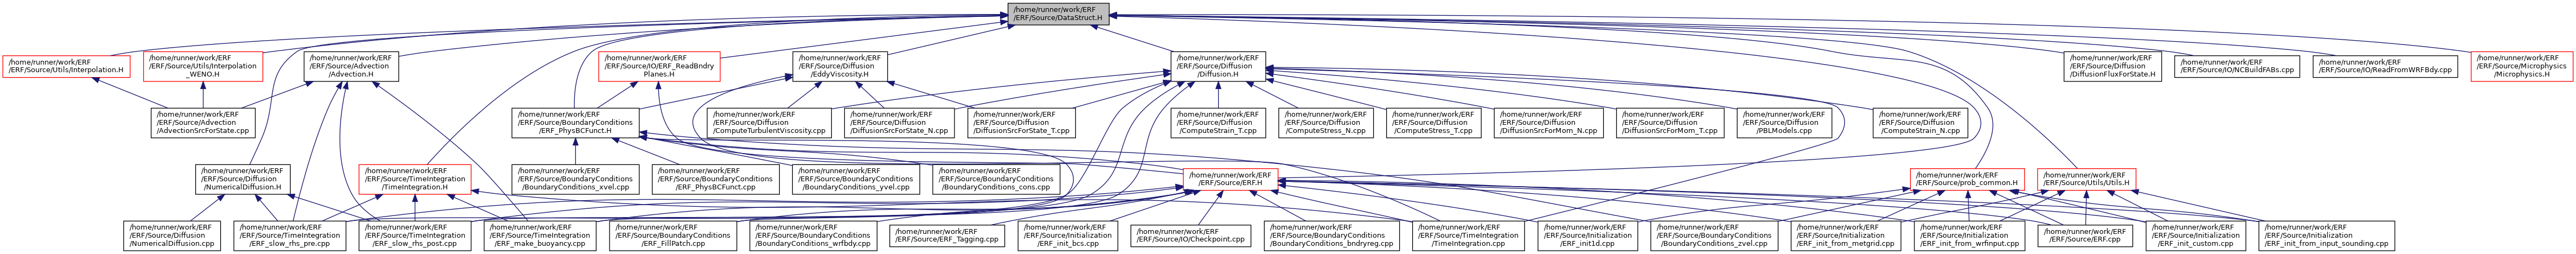 /home/runner/work/ERF
/ERF/Source/DataStruct.H
/home/runner/work/ERF
/ERF/Source/Utils/Interpolation.H
/home/runner/work/ERF
/ERF/Source/Utils/Interpolation
_WENO.H
/home/runner/work/ERF
/ERF/Source/Advection
/Advection.H
/home/runner/work/ERF
/ERF/Source/IO/ERF_ReadBndry
Planes.H
/home/runner/work/ERF
/ERF/Source/Diffusion
/EddyViscosity.H
/home/runner/work/ERF
/ERF/Source/Diffusion
/Diffusion.H
/home/runner/work/ERF
/ERF/Source/Diffusion
/DiffusionFluxForState.H
/home/runner/work/ERF
/ERF/Source/IO/NCBuildFABs.cpp
/home/runner/work/ERF
/ERF/Source/IO/ReadFromWRFBdy.cpp
/home/runner/work/ERF
/ERF/Source/Microphysics
/Microphysics.H
/home/runner/work/ERF
/ERF/Source/Advection
/AdvectionSrcForState.cpp
/home/runner/work/ERF
/ERF/Source/BoundaryConditions
/ERF_PhysBCFunct.H
/home/runner/work/ERF
/ERF/Source/Diffusion
/ComputeTurbulentViscosity.cpp
/home/runner/work/ERF
/ERF/Source/Diffusion
/DiffusionSrcForState_N.cpp
/home/runner/work/ERF
/ERF/Source/Diffusion
/DiffusionSrcForState_T.cpp
/home/runner/work/ERF
/ERF/Source/Diffusion
/ComputeStrain_T.cpp
/home/runner/work/ERF
/ERF/Source/Diffusion
/ComputeStress_N.cpp
/home/runner/work/ERF
/ERF/Source/Diffusion
/ComputeStress_T.cpp
/home/runner/work/ERF
/ERF/Source/Diffusion
/DiffusionSrcForMom_N.cpp
/home/runner/work/ERF
/ERF/Source/Diffusion
/DiffusionSrcForMom_T.cpp
/home/runner/work/ERF
/ERF/Source/Diffusion
/PBLModels.cpp
/home/runner/work/ERF
/ERF/Source/Diffusion
/ComputeStrain_N.cpp
/home/runner/work/ERF
/ERF/Source/Diffusion
/NumericalDiffusion.H
/home/runner/work/ERF
/ERF/Source/TimeIntegration
/TimeIntegration.H
/home/runner/work/ERF
/ERF/Source/BoundaryConditions
/BoundaryConditions_xvel.cpp
/home/runner/work/ERF
/ERF/Source/BoundaryConditions
/ERF_PhysBCFunct.cpp
/home/runner/work/ERF
/ERF/Source/BoundaryConditions
/BoundaryConditions_yvel.cpp
/home/runner/work/ERF
/ERF/Source/BoundaryConditions
/BoundaryConditions_cons.cpp
/home/runner/work/ERF
/ERF/Source/ERF.H
/home/runner/work/ERF
/ERF/Source/prob_common.H
/home/runner/work/ERF
/ERF/Source/Utils/Utils.H
/home/runner/work/ERF
/ERF/Source/Diffusion
/NumericalDiffusion.cpp
/home/runner/work/ERF
/ERF/Source/TimeIntegration
/ERF_slow_rhs_pre.cpp
/home/runner/work/ERF
/ERF/Source/TimeIntegration
/ERF_slow_rhs_post.cpp
/home/runner/work/ERF
/ERF/Source/TimeIntegration
/ERF_make_buoyancy.cpp
/home/runner/work/ERF
/ERF/Source/BoundaryConditions
/ERF_FillPatch.cpp
/home/runner/work/ERF
/ERF/Source/BoundaryConditions
/BoundaryConditions_wrfbdy.cpp
/home/runner/work/ERF
/ERF/Source/ERF_Tagging.cpp
/home/runner/work/ERF
/ERF/Source/Initialization
/ERF_init_bcs.cpp
/home/runner/work/ERF
/ERF/Source/IO/Checkpoint.cpp
/home/runner/work/ERF
/ERF/Source/BoundaryConditions
/BoundaryConditions_bndryreg.cpp
/home/runner/work/ERF
/ERF/Source/TimeIntegration
/TimeIntegration.cpp
/home/runner/work/ERF
/ERF/Source/Initialization
/ERF_init1d.cpp
/home/runner/work/ERF
/ERF/Source/BoundaryConditions
/BoundaryConditions_zvel.cpp
/home/runner/work/ERF
/ERF/Source/Initialization
/ERF_init_from_metgrid.cpp
/home/runner/work/ERF
/ERF/Source/Initialization
/ERF_init_from_wrfinput.cpp
/home/runner/work/ERF
/ERF/Source/ERF.cpp
/home/runner/work/ERF
/ERF/Source/Initialization
/ERF_init_custom.cpp
/home/runner/work/ERF
/ERF/Source/Initialization
/ERF_init_from_input_sounding.cpp